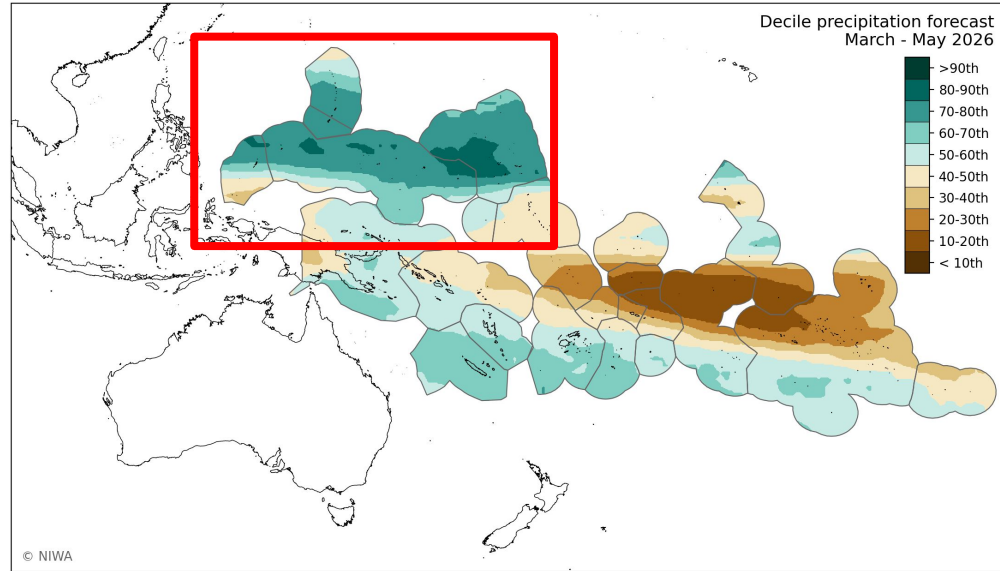 Decile precipitation forecast
March - May 2026
>90th
80-90th
70-80th
60-70th
50-60th
40-50th
30-40th
20-30th
10-20th
< 10th
© NIWA